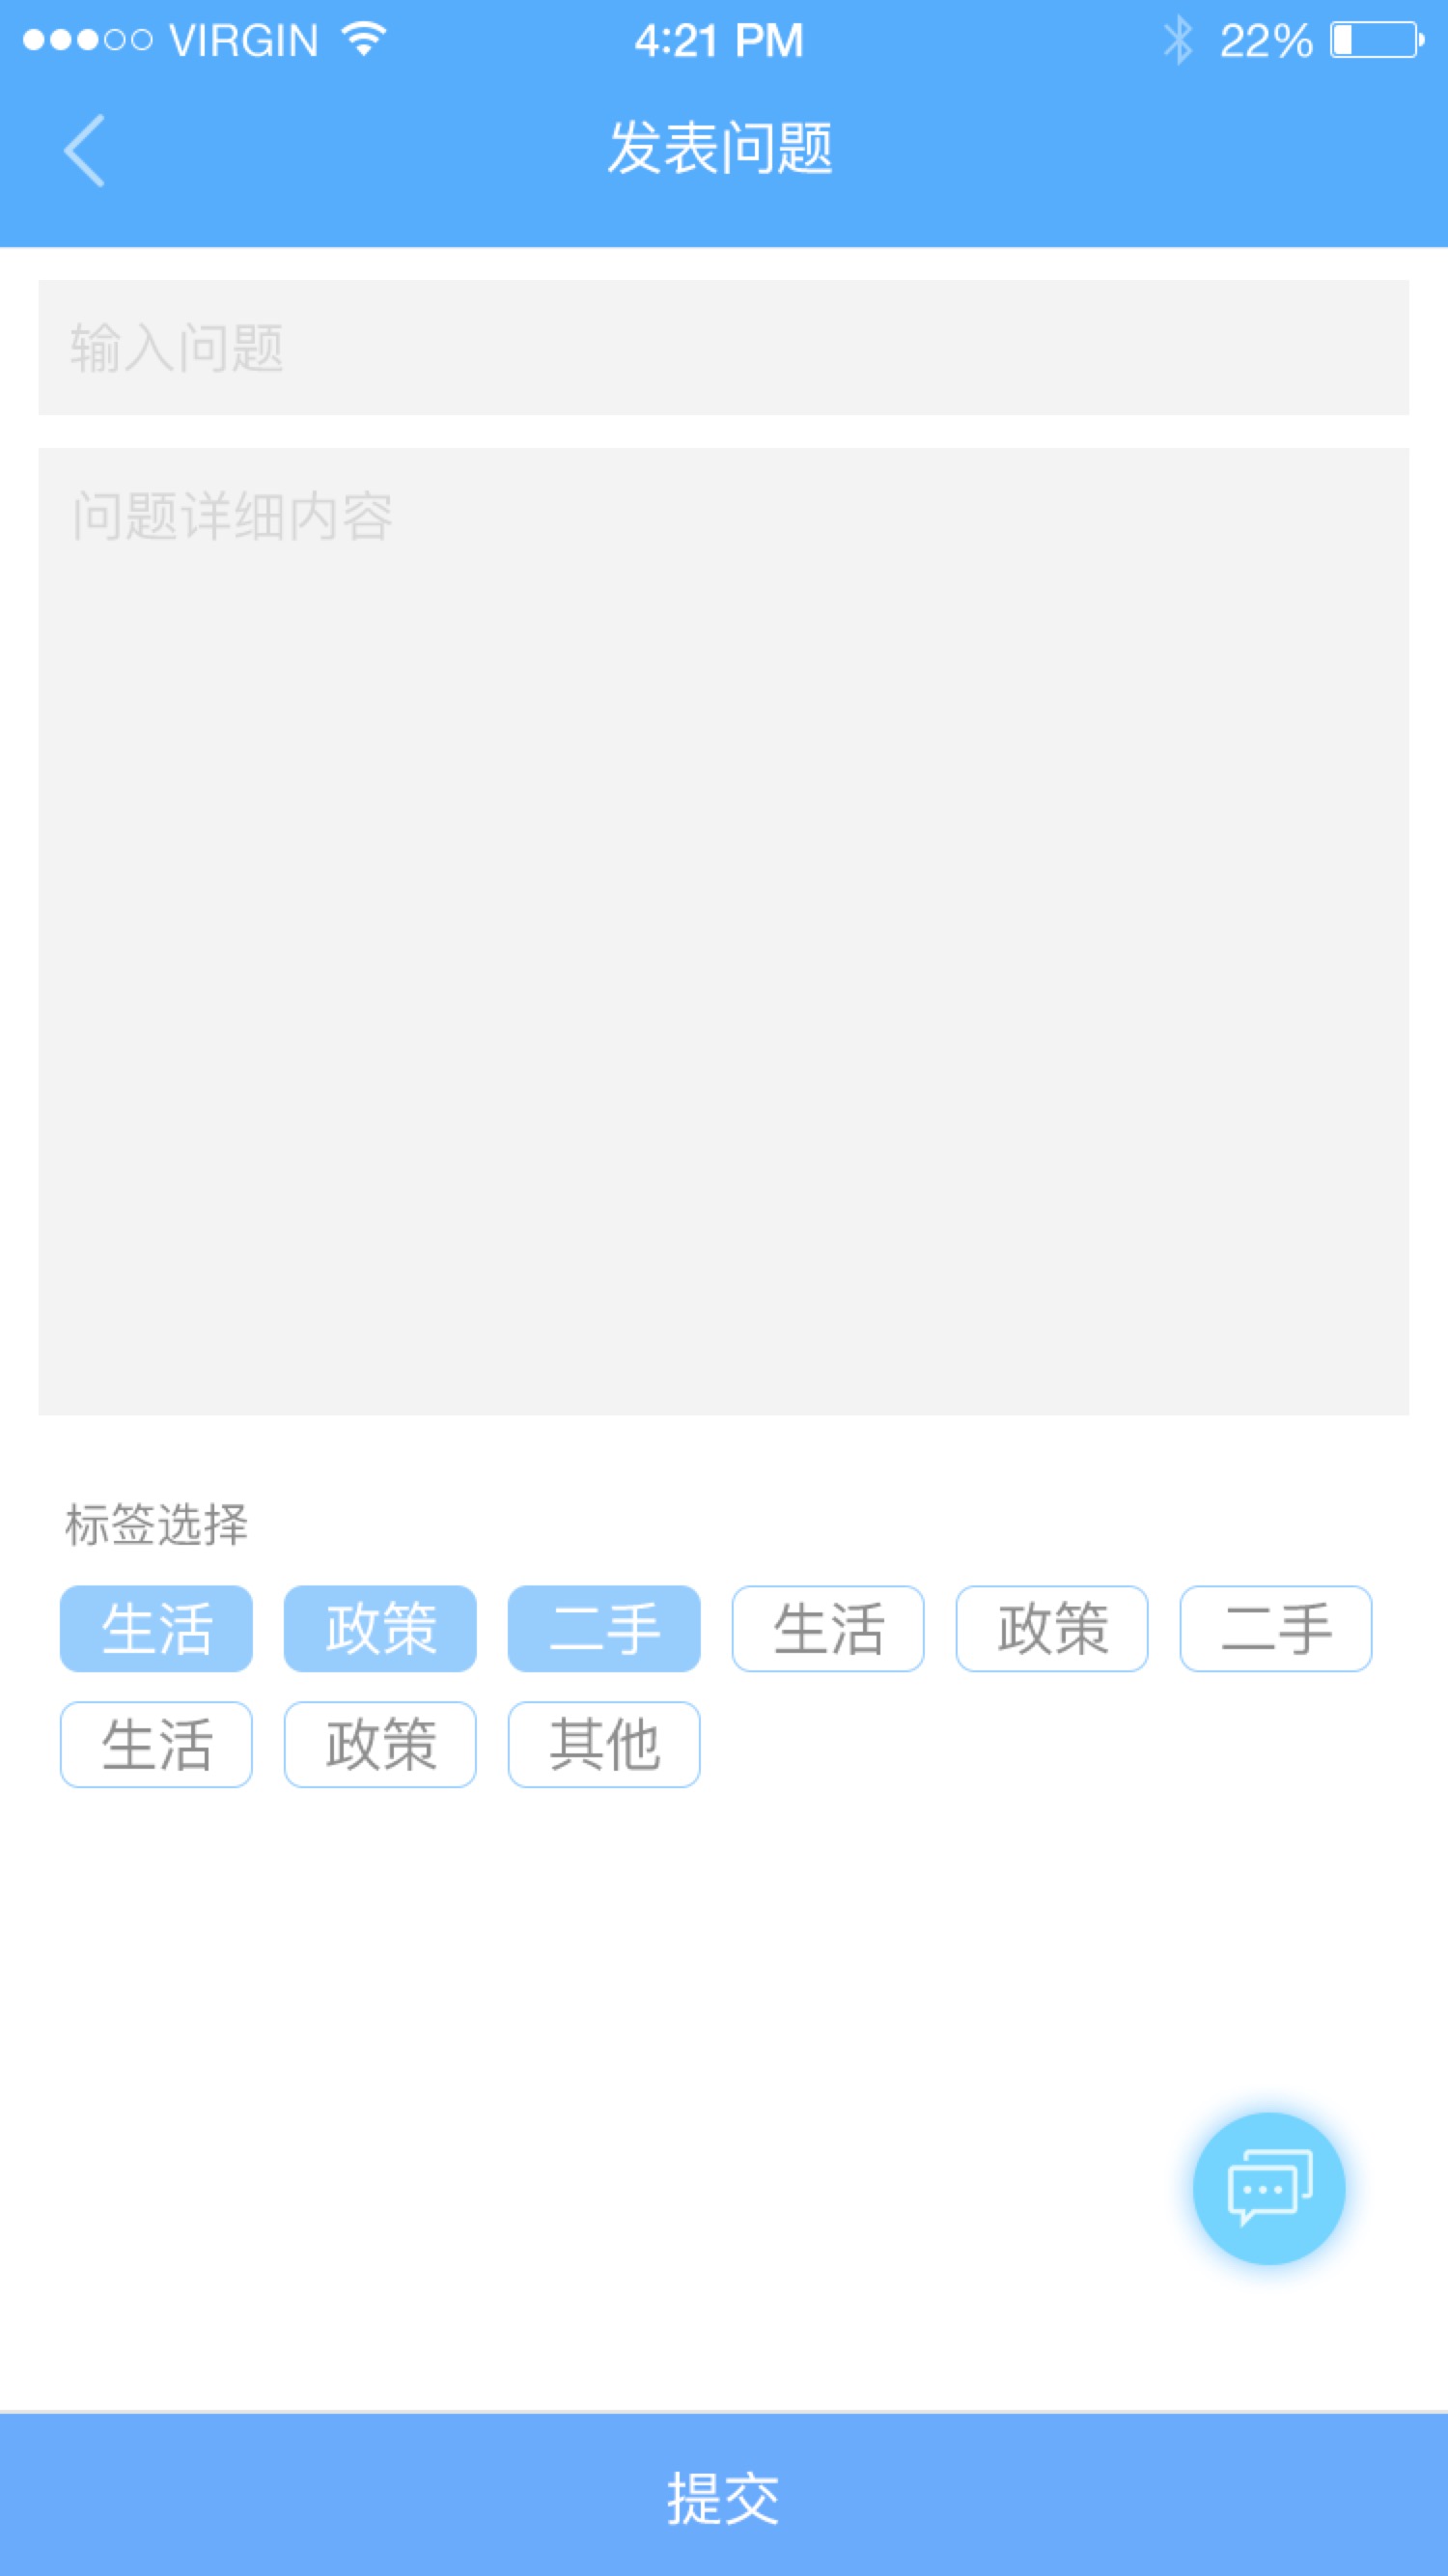 VIRGIN 4:21 PM 22%
发表问题
输入问题
问题详细内容
标签选择
生活 政策 二手 生活 政策 二手
生活 政策 其他
提交